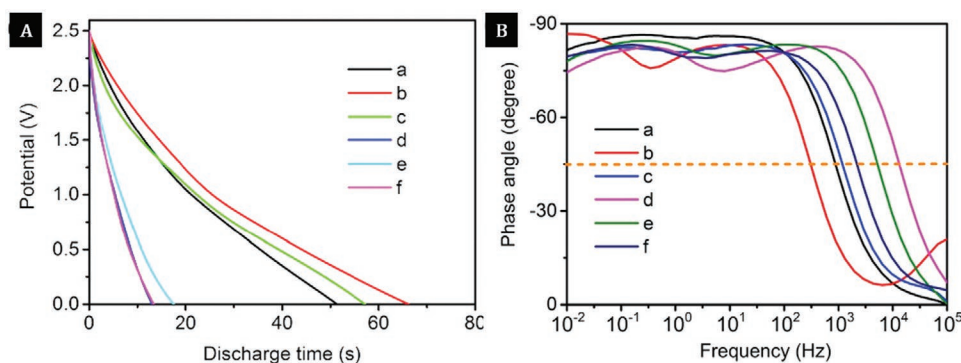 A
2.5
2.0
1.5
1.0
0.5
0.0
Potential (V)
a
b
c
d
e
f
0 20 40 60 80
Discharge time (s)
B
-90
-60
-30
0
Phase angle (degree)
a
b
c
d
e
f
10-2 10-1 100 101 102 103 104 105
Frequency (Hz)